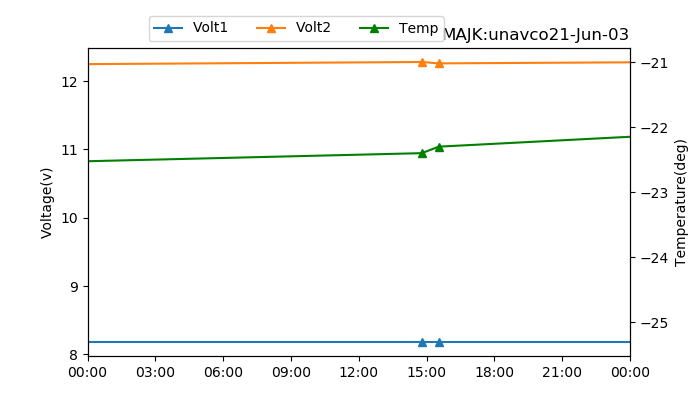 Volt1 Volt2 Temp
MAJK:unavco21-Jun-03
12
11
10
9
8
Voltage(v)
−21
−22
−23
−24
−25
Temperature(deg)
00:00 03:00 06:00 09:00 12:00 15:00 18:00 21:00 00:00